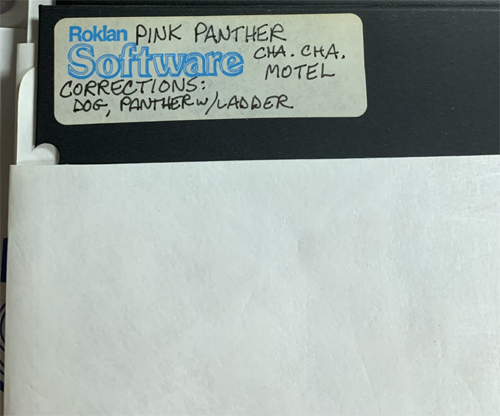 Roklan PINK PANTHER
Software CHA. CHA.
MOTEL
CORRECTIONS:
DOG, PANTHER W/LADDER